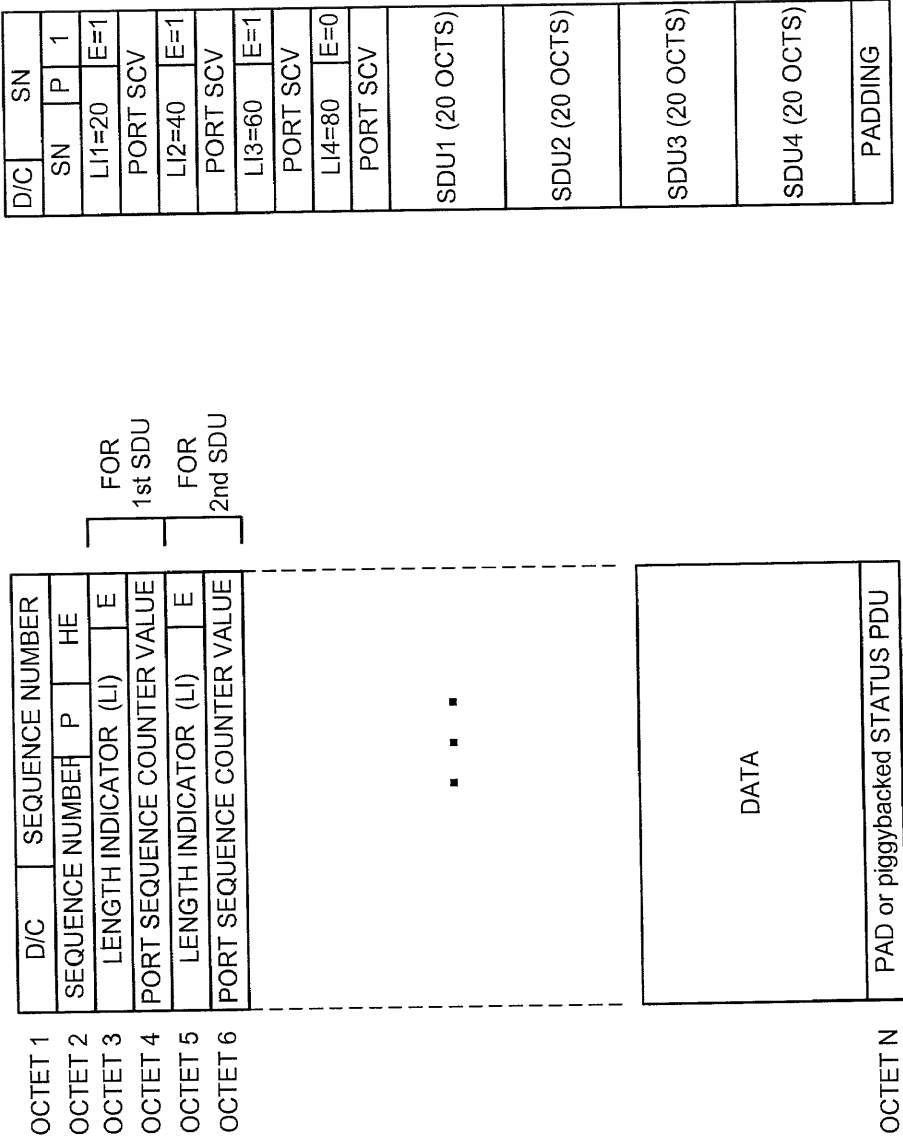 OCTET 1 D/C SEQUENCE NUMBER
OCTET 2 SEQUENCE NUMBER P HE
OCTET 3 LENGTH INDICATOR (LI) E
OCTET 4 PORT SEQUENCE COUNTER VALUE
OCTET 5 LENGTH INDICATOR (LI) E
OCTET 6 PORT SEQUENCE COUNTER VALUE
FOR
1st SDU
FOR
2nd SDU
DATA
OCTET N PAD or piggybacked STATUS PDU
D/C SN
SN P 1
LI1=20 E=1
PORT SCV
LI2=40 E=1
PORT SCV
LI3=60 E=1
PORT SCV
LI4=80 E=0
PORT SCV
SDU1 (20 OCTS)
SDU2 (20 OCTS)
SDU3 (20 OCTS)
SDU4 (20 OCTS)
PADDING